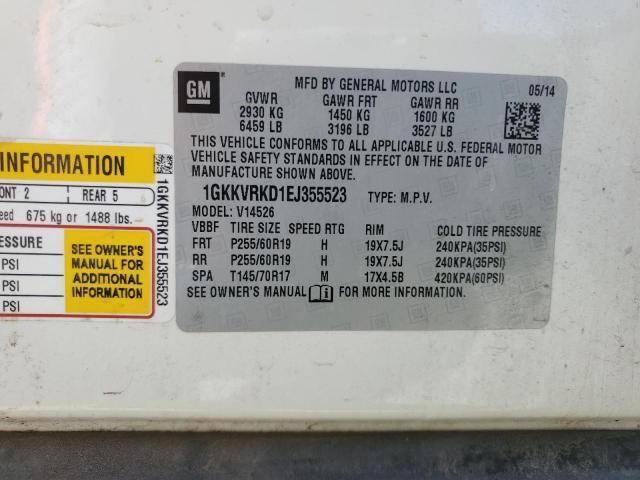 INFORMATION
ONT 2 REAR 5
eed 675 kg or 1488 lbs.
ESSURE
PSI
PSI
PSI
SEE OWNER'S
MANUAL FOR
ADDITIONAL
INFORMATION
1GKKVRKD1EJ355523
GM
MFD BY GENERAL MOTORS LLC 05/14
GVWR GAWR FRT GAWR RR
2930 KG 1450 KG 1600 KG
6459 LB 3196 LB 3527 LB
THIS VEHICLE CONFORMS TO ALL APPLICABLE U.S. FEDERAL MOTOR
VEHICLE SAFETY STANDARDS IN EFFECT ON THE DATE OF
MANUFACTURE SHOWN ABOVE.
1GKKVRKD1EJ355523 TYPE: M.P.V.
MODEL: V14526
VBBF TIRE SIZE SPEED RTG RIM COLD TIRE PRESSURE
FRT P255/60R19 H 19X7.5J 240KPA(35PSI)
RR P255/60R19 H 19X7.5J 240KPA(35PSI)
SPA T145/70R17 M 17X4.5B 420KPA(60PSI)
SEE OWNER'S MANUAL FOR MORE INFORMATION.